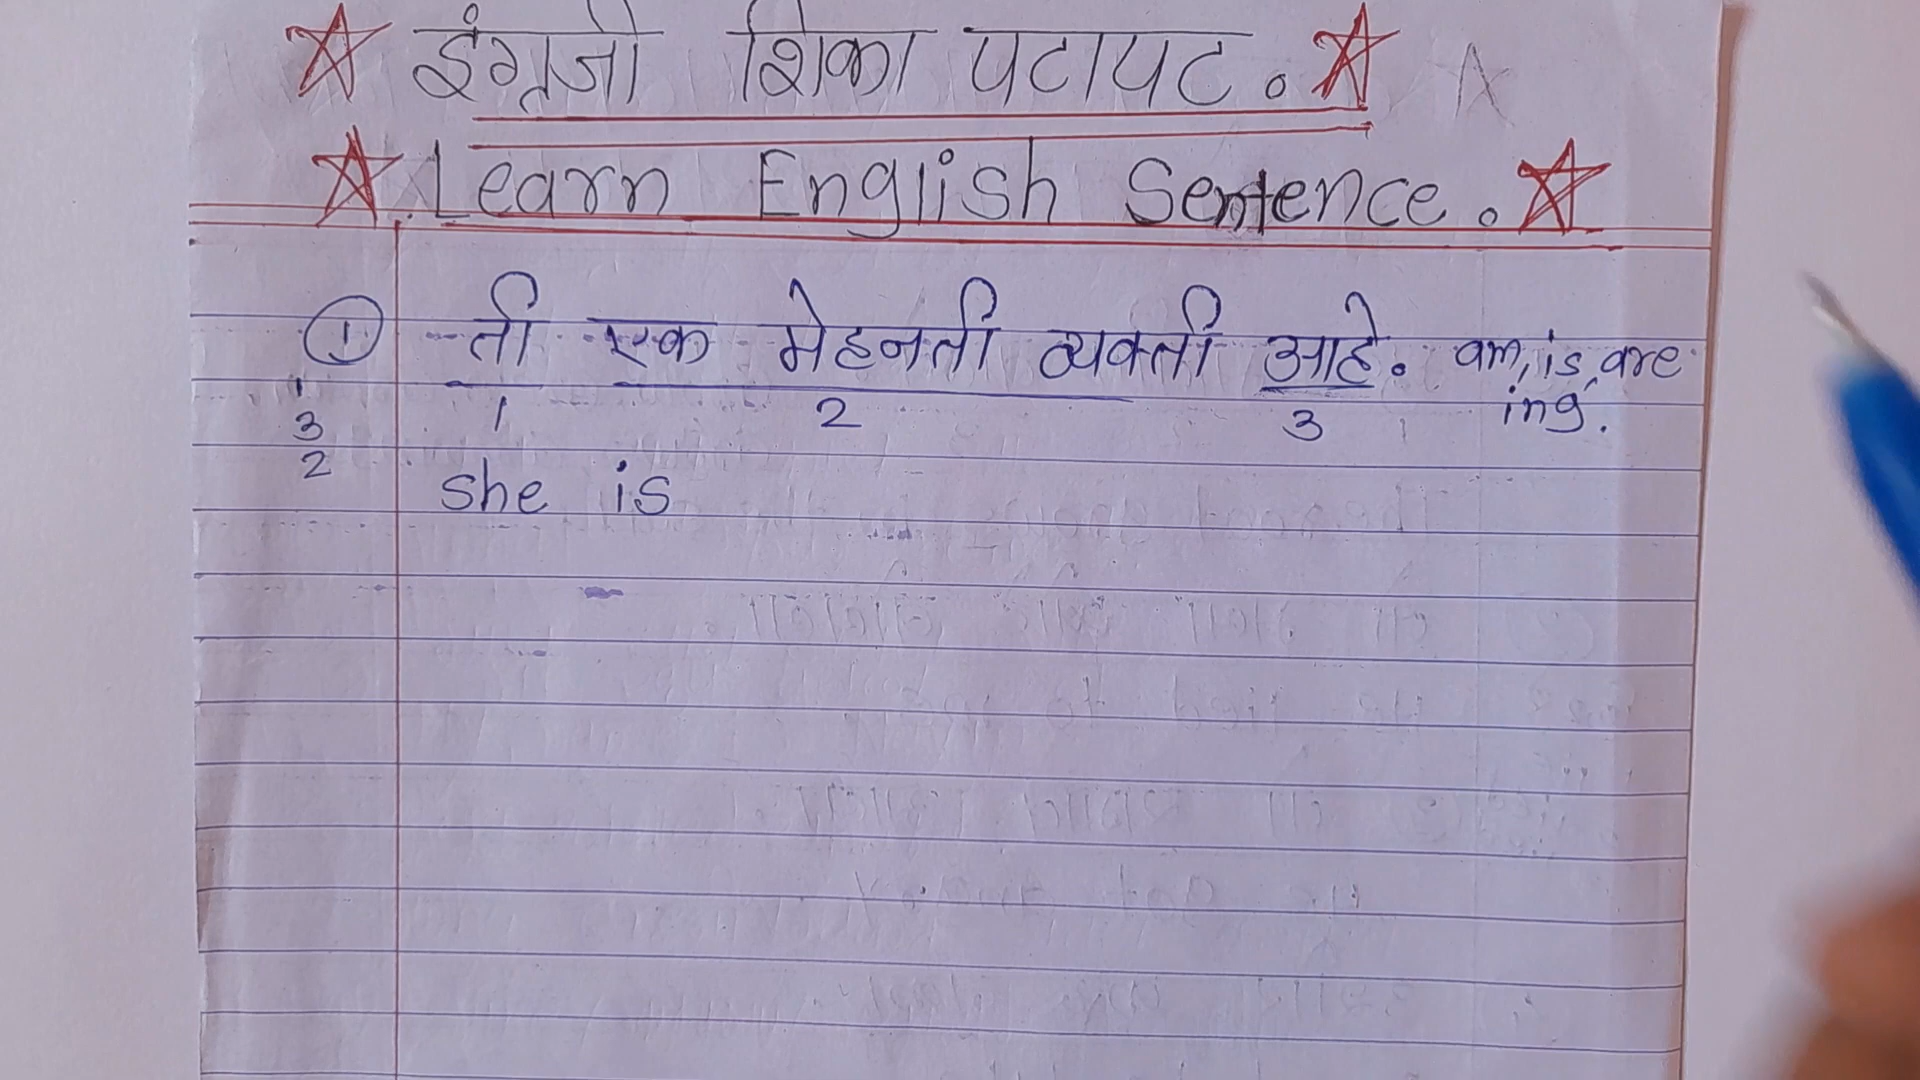 इंग्रजी शिका पटापट.
Learn English Sentence.
① ती एक मेहनती व्यक्ती आहे. am, is, are
ing.
1 2 3
1
3
2
she is